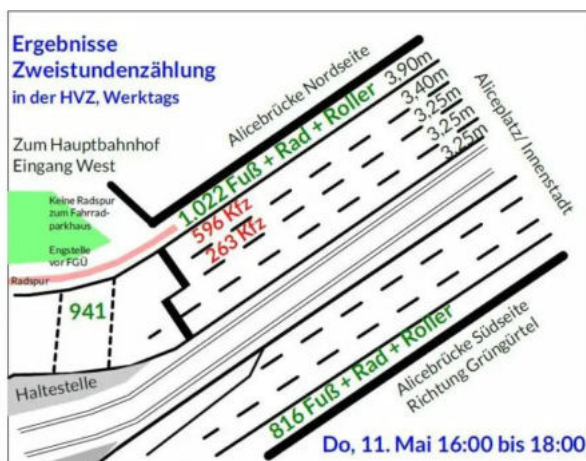 Ergebnisse
Zweistundenzählung
in der HVZ, Werktags
Zum Hauptbahnhof
Eingang West
Alicebrücke Nordseite
3,90m
3,40m
3,25m
3,25m
3,25m
Aliceplatz/ Innenstadt
1.022 Fuß + Rad + Roller
596 Kfz
263 Kfz
Keine Radspur
zum Fahrrad-
parkhaus
Engstelle
vor FGÜ
Radspur
941
Haltestelle
816 Fuß + Rad + Roller
Alicebrücke Südseite
Richtung Grüngürtel
Do, 11. Mai 16:00 bis 18:00